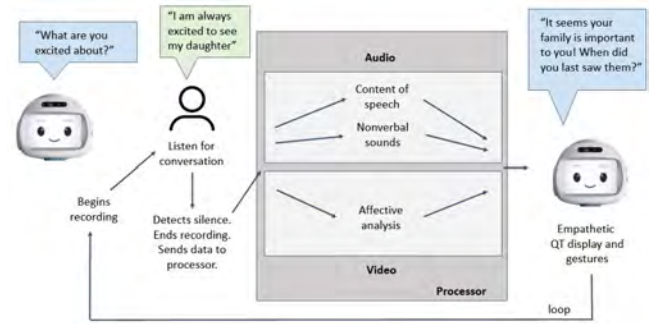 “What are you
excited about?”
“I am always
excited to see
my daughter”
“It seems your
family is important
to you! When did
you last saw them?”
Audio
Content of
speech
Nonverbal
sounds
Listen for
conversation
Begins
recording
Detects silence.
Ends recording.
Sends data to
processor.
Affective
analysis
Video
Processor
Empathetic
QT display and
gestures
loop